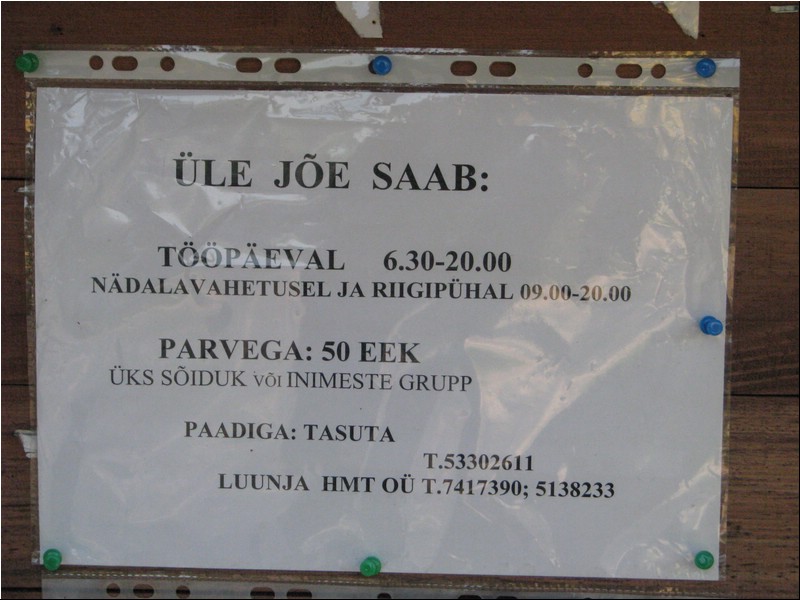 ÜLE JÕE SAAB:
TÖÖPÄEVAL 6.30-20.00
NÄDALAVAHETUSEL JA RIIGIPÜHAL 09.00-20.00
PARVEGA: 50 EEK
ÜKS SÕIDUK VÕI INIMESTE GRUPP
PAADIGA: TASUTA
T.53302611
LUUNJA HMT OÜ T.7417390; 5138233